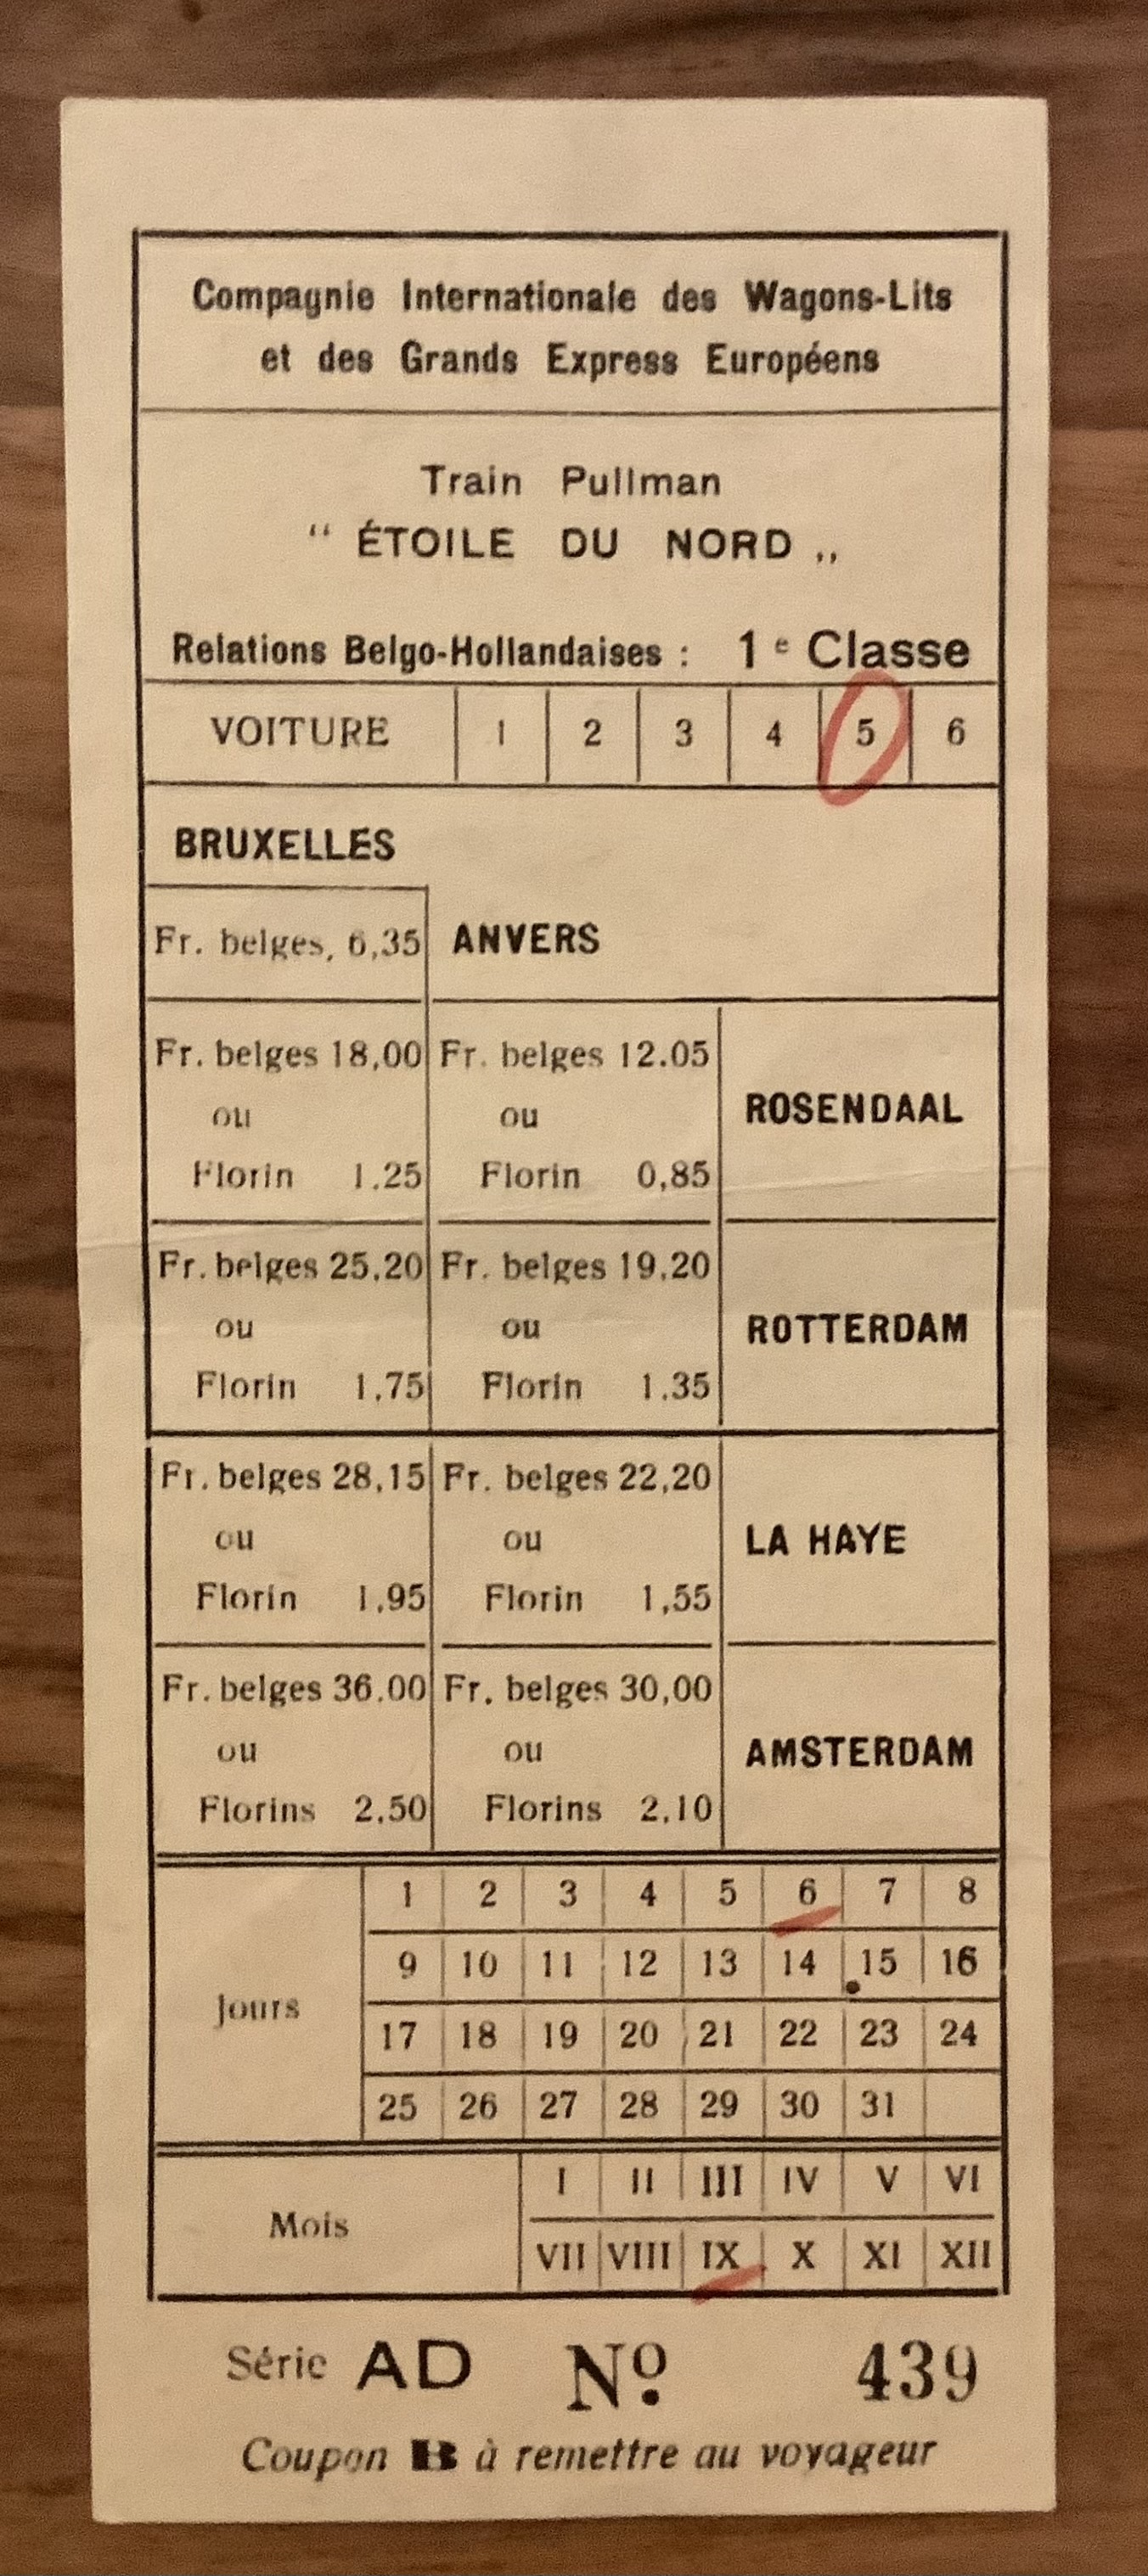 Compagnie Internationale des Wagons-Lits
et des Grands Express Européens
Train Pullman
“ ÉTOILE DU NORD „
Relations Belgo-Hollandaises : 1e Classe
VOITURE 1 2 3 4 5 6
BRUXELLES
Fr. belges, 6,35 ANVERS
Fr. belges 18,00 Fr. belges 12.05
ou ou ROSENDAAL
Florin 1.25 Florin 0,85
Fr. belges 25,20 Fr. belges 19,20
ou ou ROTTERDAM
Florin 1,75 Florin 1.35
Fr. belges 28,15 Fr. belges 22,20
ou ou LA HAYE
Florin 1,95 Florin 1,55
Fr. belges 36.00 Fr. belges 30,00
ou ou AMSTERDAM
Florins 2,50 Florins 2,10
1 2 3 4 5 6 7 8
9 10 11 12 13 14 15 16
Jours
17 18 19 20 21 22 23 24
25 26 27 28 29 30 31
I II III IV V VI
Mois
VII VIII IX X XI XII
Série AD Nº 439
Coupon B à remettre au voyageur